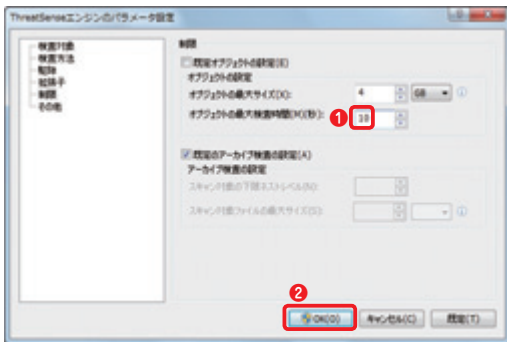 ThreatSenseエンジンのパラメータ設定
検査対象
検査方法
駆除
拡張子
制限
その他
制限
既定オブジェクトの設定(E)
オブジェクトの設定
オブジェクトの最大サイズ(X): 4 GB
オブジェクトの最大検査時間(M)(秒): 10
❶
既定のアーカイブ検査の設定(A)
アーカイブ検査の設定
スキャン対象の下限ネストレベル(N):
スキャン対象ファイルの最大サイズ(S):
❷
OK(O) キャンセル(C) 既定(T)